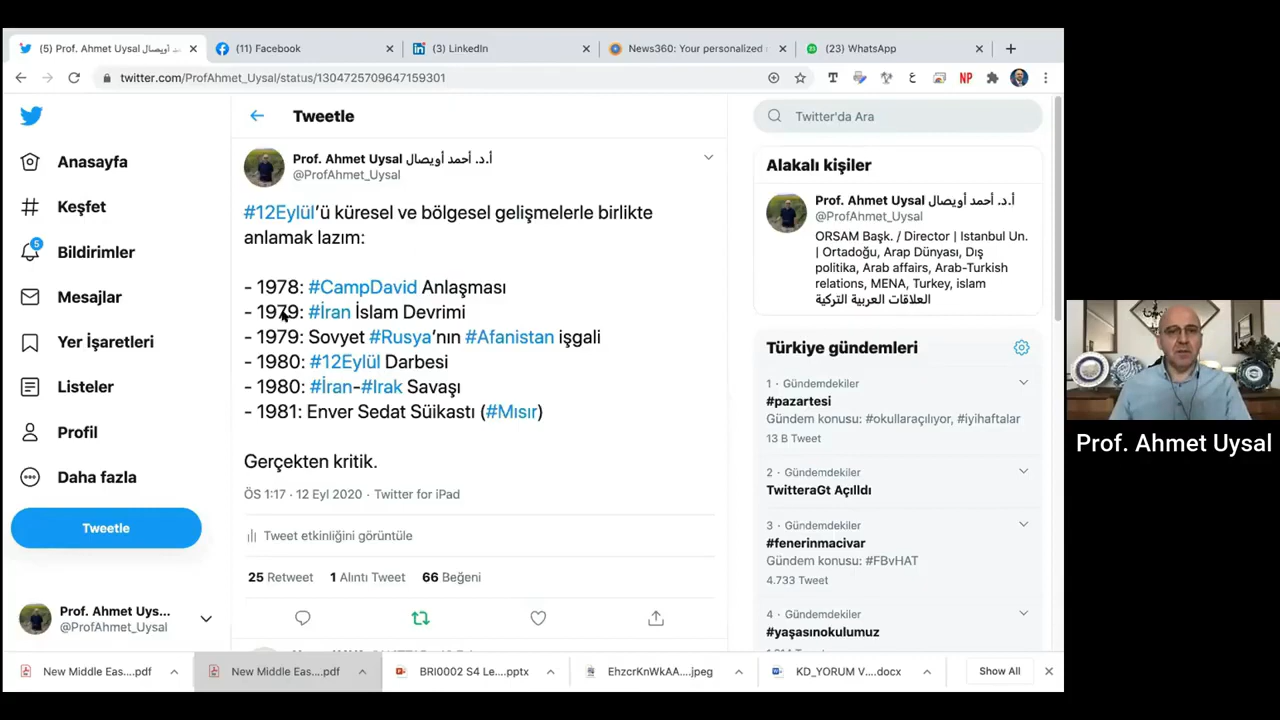 (5) Prof. Ahmet Uysal أ.د. أحمد أويصال
(11) Facebook
(3) LinkedIn
News360: Your personalized
(23) WhatsApp
twitter.com/ProfAhmet_Uysal/status/1304725709647159301
NP
Anasayfa
Keşfet
5
Bildirimler
Mesajlar
Yer İşaretleri
Listeler
Profil
Daha fazla
Tweetle
Prof. Ahmet Uys...
@ProfAhmet_Uysal
Tweetle
Prof. Ahmet Uysal أ.د. أحمد أويصال
@ProfAhmet_Uysal
#12Eylül’ü küresel ve bölgesel gelişmelerle birlikte
anlamak lazım:
- 1978: #CampDavid Anlaşması
- 1979: #İran İslam Devrimi
- 1979: Sovyet #Rusya’nın #Afanistan işgali
- 1980: #12Eylül Darbesi
- 1980: #İran-#Irak Savaşı
- 1981: Enver Sedat Süikastı (#Mısır)
Gerçekten kritik.
ÖS 1:17 · 12 Eyl 2020 · Twitter for iPad
Tweet etkinliğini görüntüle
25 Retweet 1 Alıntı Tweet 66 Beğeni
Twitter'da Ara
Alakalı kişiler
Prof. Ahmet Uysal أ.د. أحمد أويصال
@ProfAhmet_Uysal
ORSAM Başk. / Director | Istanbul Un.
| Ortadoğu, Arap Dünyası, Dış
politika, Arab affairs, Arab-Turkish
relations, MENA, Turkey, islam
العلاقات العربية التركية
Türkiye gündemleri
1 · Gündemdekiler
#pazartesi
Gündem konusu: #okullaraçılıyor, #iyihaftalar
13 B Tweet
2 · Gündemdekiler
TwitteraGt Açılldı
3 · Gündemdekiler
#fenerinmacivar
Gündem konusu: #FBvHAT
4.733 Tweet
4 · Gündemdekiler
#yaşasınokulumuz
New Middle Eas....pdf
New Middle Eas....pdf
BRI0002 S4 Le....pptx
EhzcrKnWkAA....jpeg
KD_YORUM V....docx
Show All
Prof. Ahmet Uysal